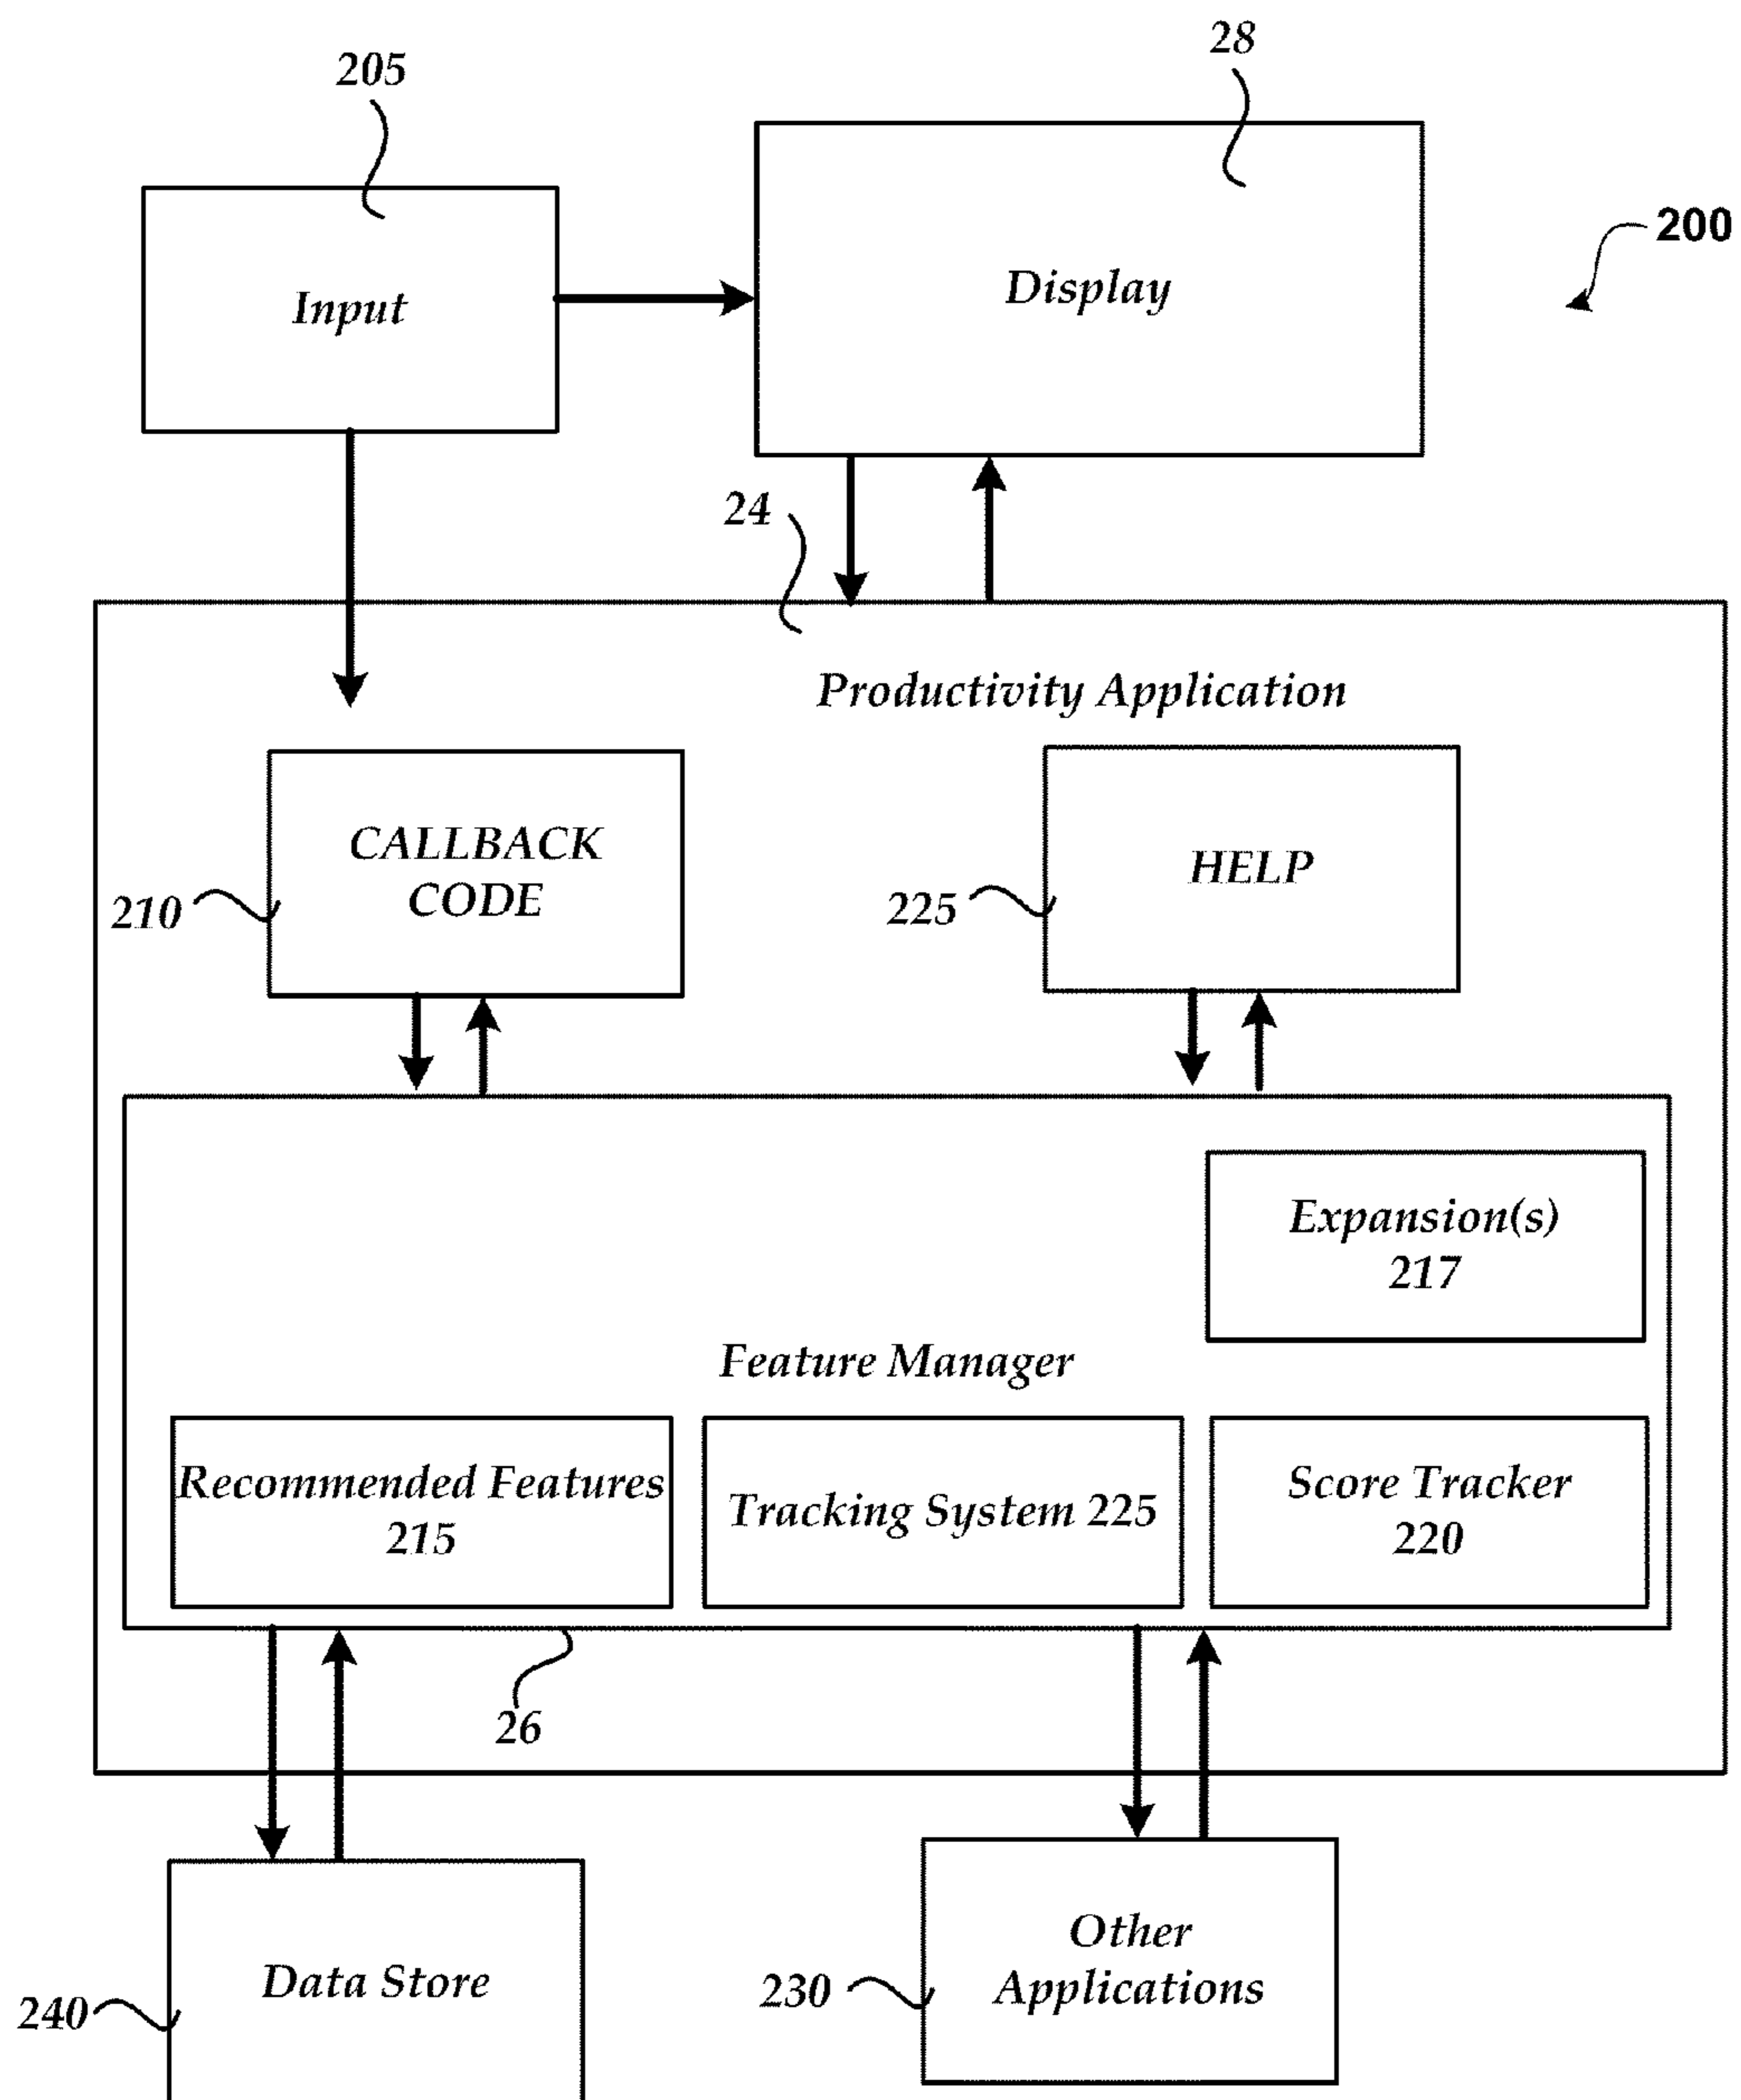 28
205
200
Display
Input
24
Productivity Application
CALLBACK
CODE
210
HELP
225
Expansion(s)
217
Feature Manager
Recommended Features
215
Tracking System 225
Score Tracker
220
26
Other
Applications
230
Data Store
240